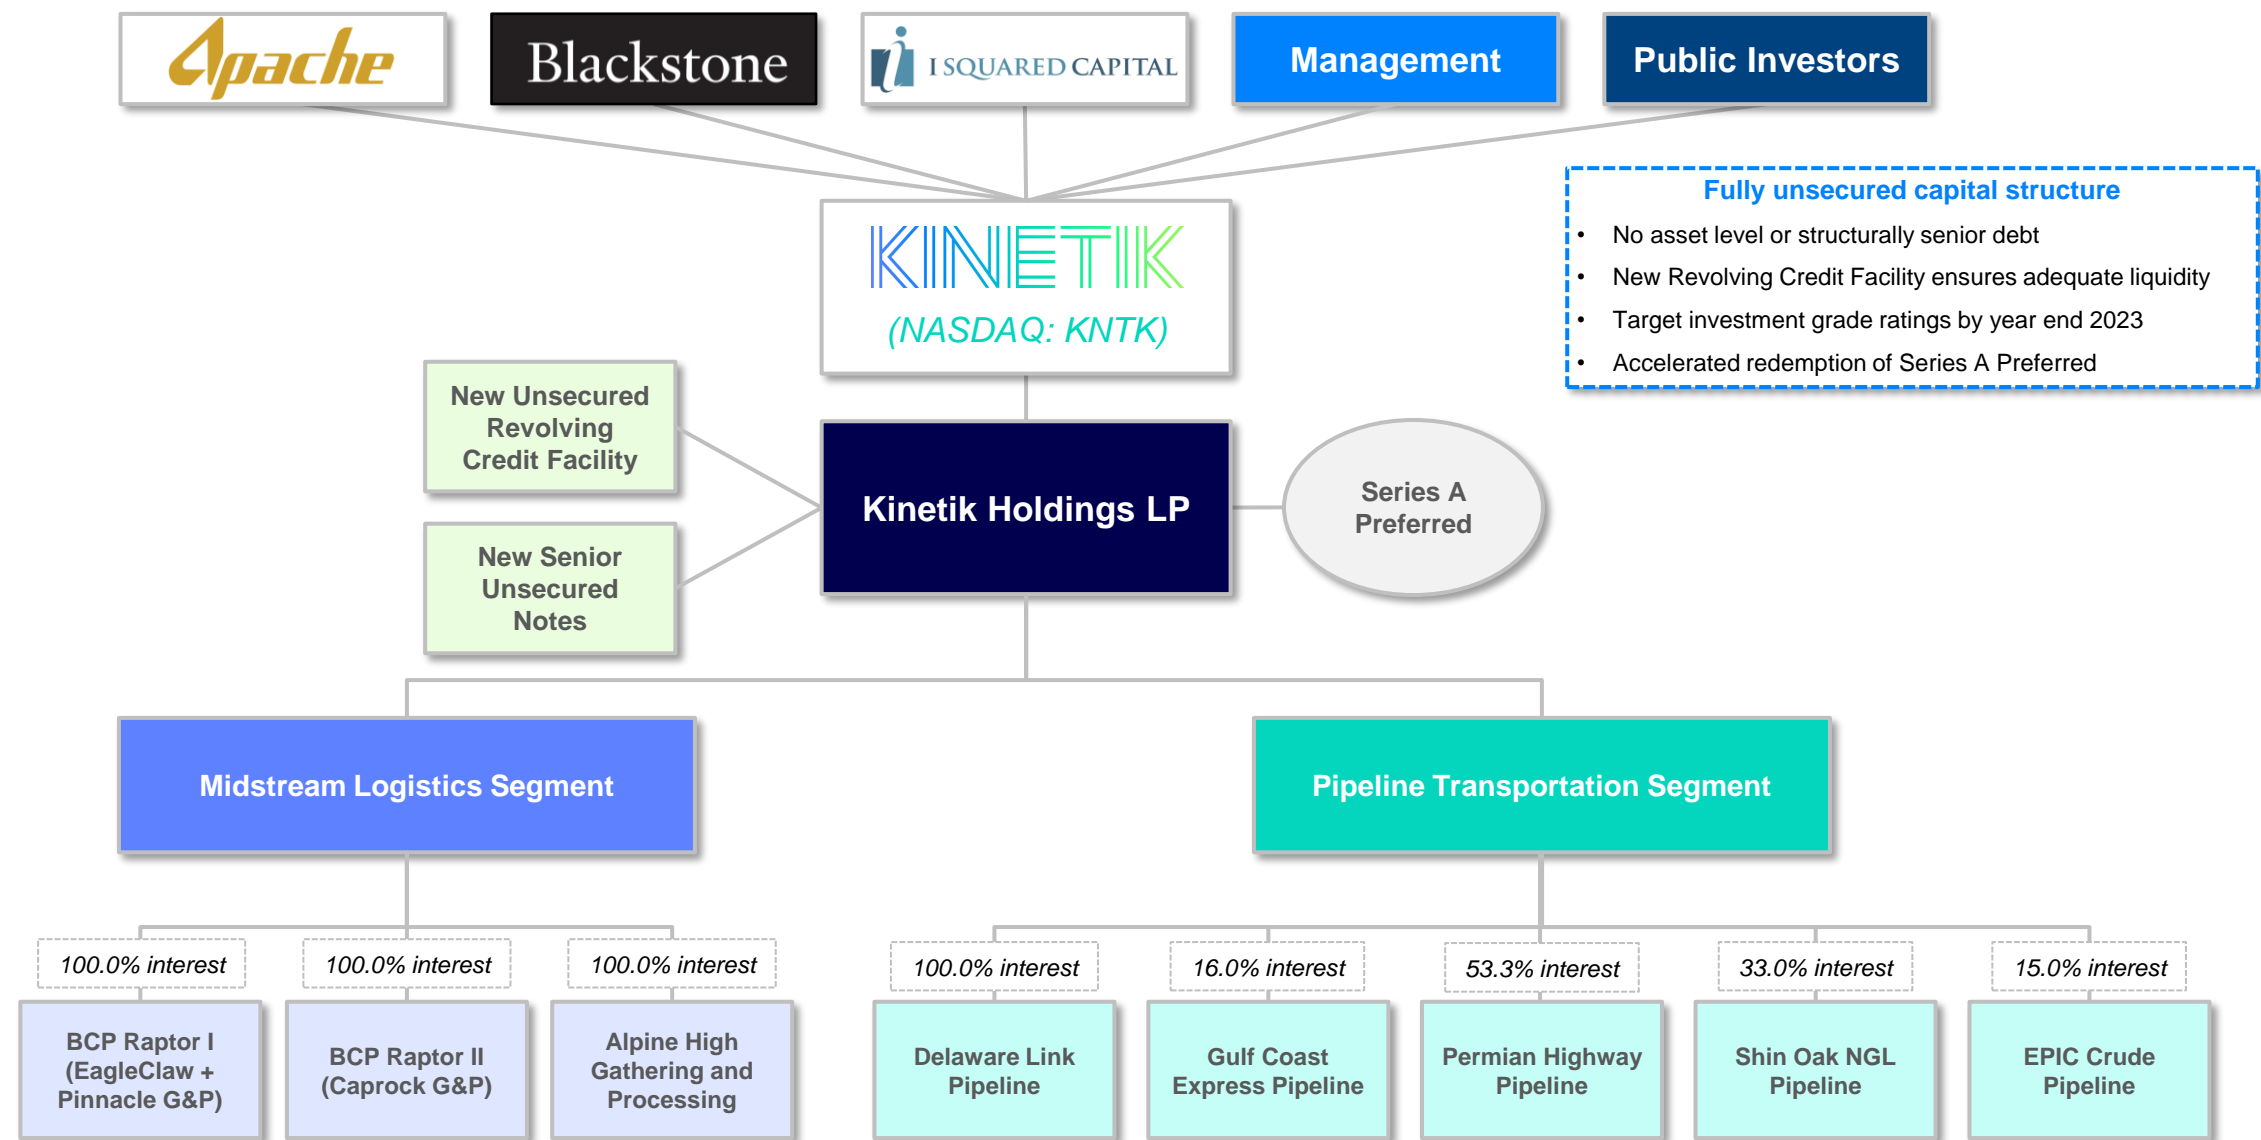 Apache
Blackstone
I SQUARED CAPITAL
Management
Public Investors
KINETIK
(NASDAQ: KNTK)
Fully unsecured capital structure
• No asset level or structurally senior debt
• New Revolving Credit Facility ensures adequate liquidity
• Target investment grade ratings by year end 2023
• Accelerated redemption of Series A Preferred
New Unsecured
Revolving
Credit Facility
New Senior
Unsecured
Notes
Kinetik Holdings LP
Series A
Preferred
Midstream Logistics Segment
Pipeline Transportation Segment
100.0% interest
100.0% interest
100.0% interest
100.0% interest
16.0% interest
53.3% interest
33.0% interest
15.0% interest
BCP Raptor I
(EagleClaw +
Pinnacle G&P)
BCP Raptor II
(Caprock G&P)
Alpine High
Gathering and
Processing
Delaware Link
Pipeline
Gulf Coast
Express Pipeline
Permian Highway
Pipeline
Shin Oak NGL
Pipeline
EPIC Crude
Pipeline